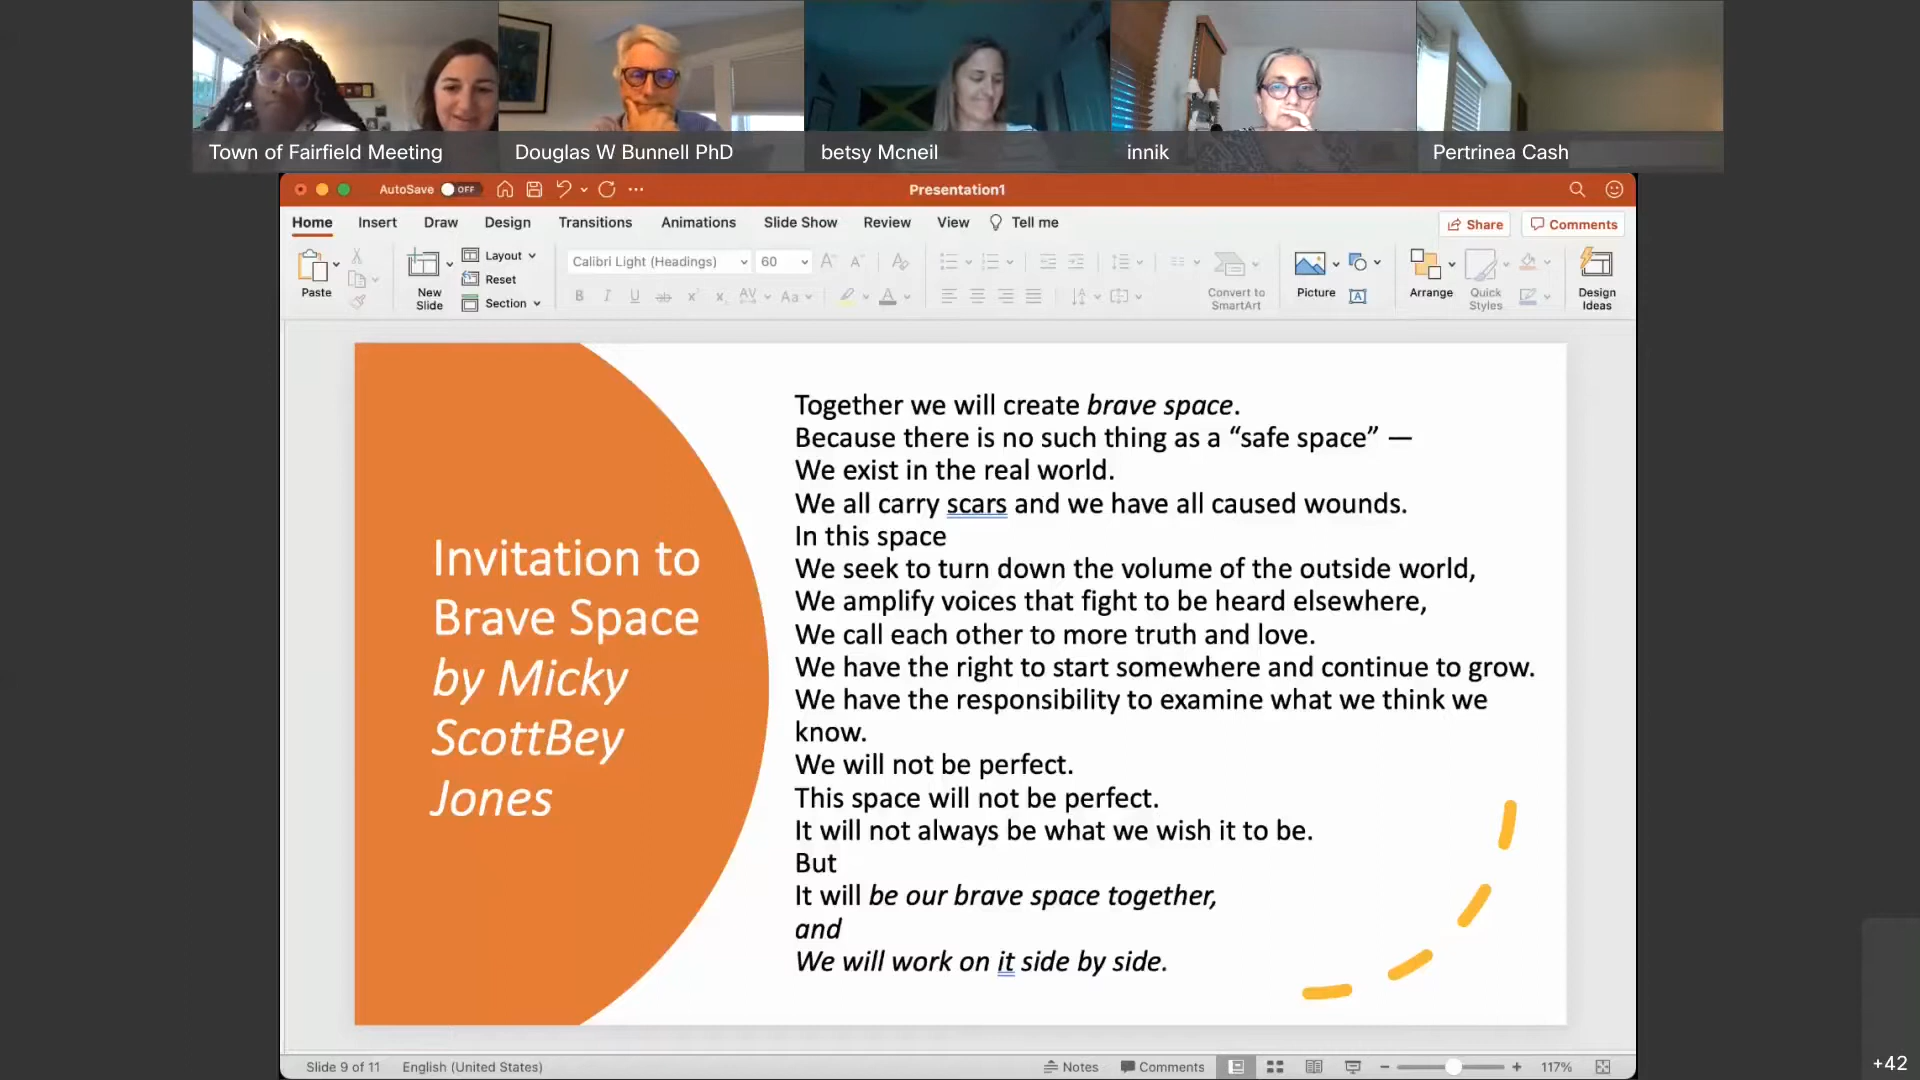 Town of Fairfield Meeting
Douglas W Bunnell PhD
betsy Mcneil
innik
Pertrinea Cash
AutoSave OFF
Presentation1
Home Insert Draw Design Transitions Animations Slide Show Review View Tell me
Share Comments
Paste
New Slide
Layout
Reset
Section
Calibri Light (Headings) 60
Convert to SmartArt
Picture
Arrange
Quick Styles
Design Ideas
Invitation to
Brave Space
by Micky
ScottBey
Jones
Together we will create brave space.
Because there is no such thing as a “safe space” —
We exist in the real world.
We all carry scars and we have all caused wounds.
In this space
We seek to turn down the volume of the outside world,
We amplify voices that fight to be heard elsewhere,
We call each other to more truth and love.
We have the right to start somewhere and continue to grow.
We have the responsibility to examine what we think we
know.
We will not be perfect.
This space will not be perfect.
It will not always be what we wish it to be.
But
It will be our brave space together,
and
We will work on it side by side.
Slide 9 of 11 English (United States)
Notes Comments 117%
+42